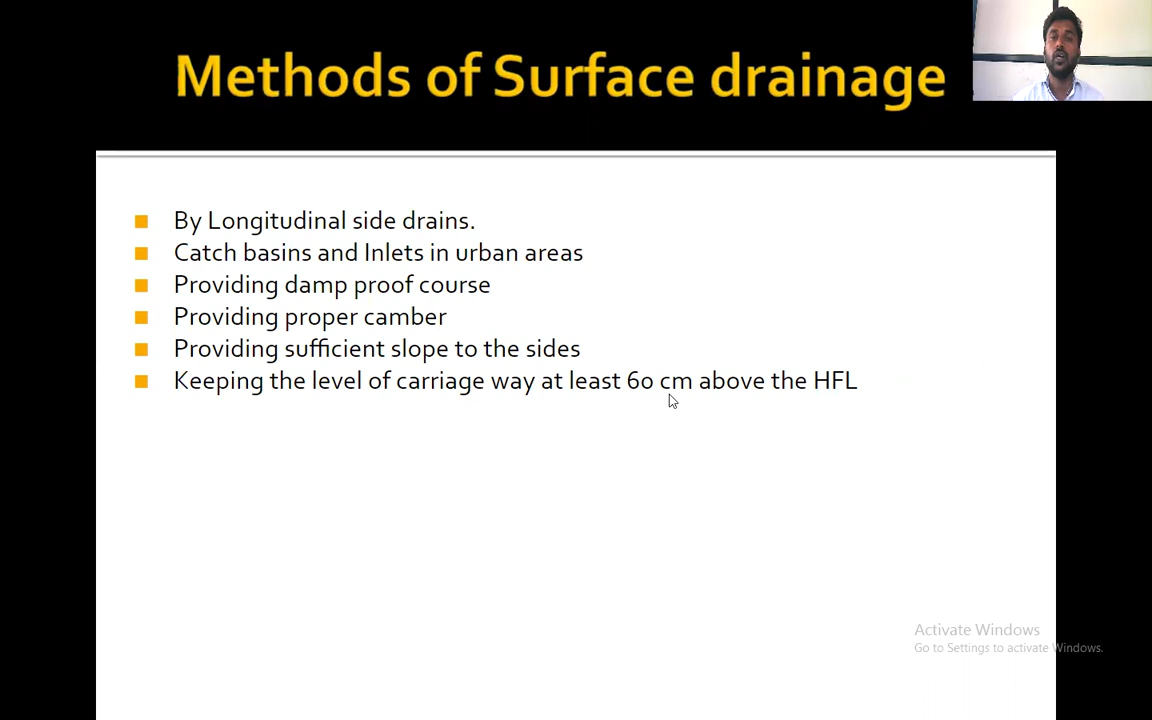 Methods of Surface drainage
By Longitudinal side drains.
Catch basins and Inlets in urban areas
Providing damp proof course
Providing proper camber
Providing sufficient slope to the sides
Keeping the level of carriage way at least 60 cm above the HFL
Activate Windows
Go to Settings to activate Windows.